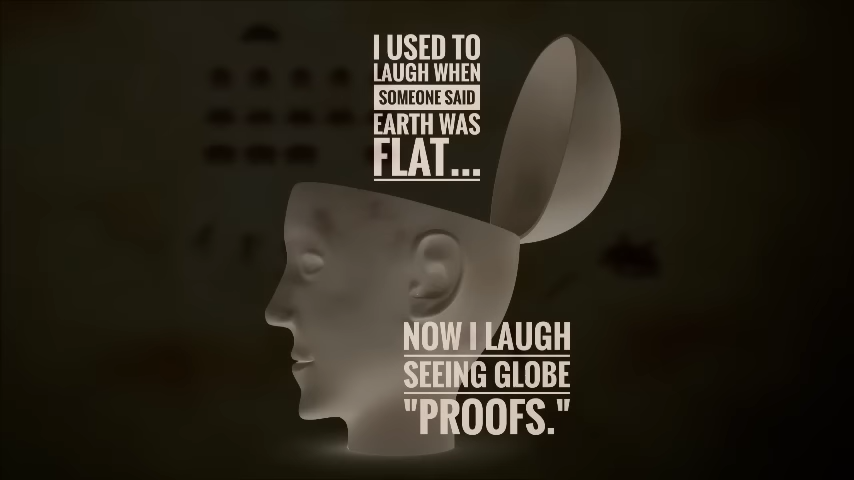 I USED TO
LAUGH WHEN
SOMEONE SAID
EARTH WAS
FLAT...
NOW I LAUGH
SEEING GLOBE
"PROOFS."